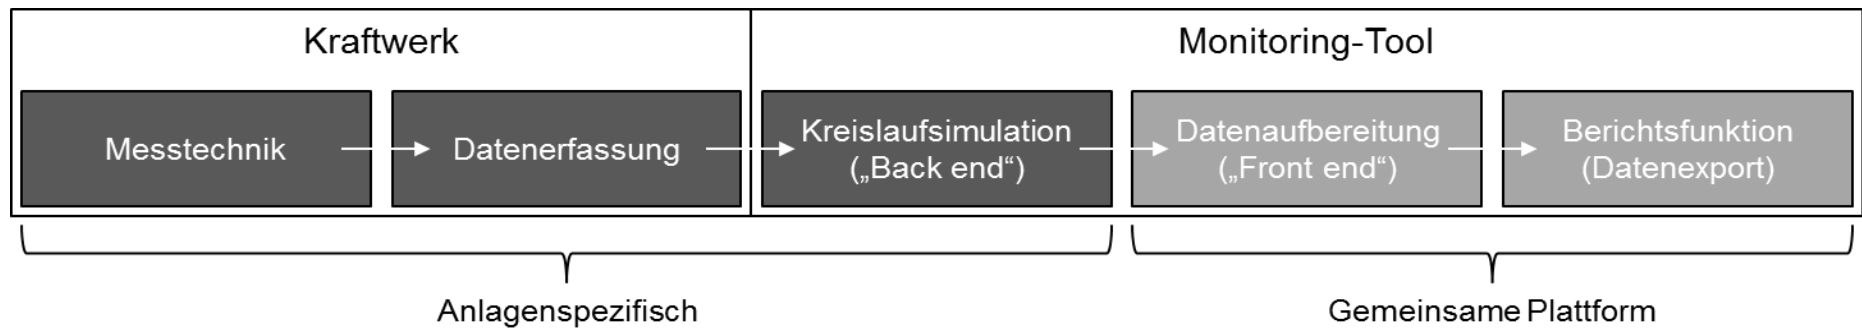 Kraftwerk
Monitoring-Tool
Messtechnik
Datenerfassung
Kreislaufsimulation
(„Back end“)
Datenaufbereitung
(„Front end“)
Berichtsfunktion
(Datenexport)
Anlagenspezifisch
Gemeinsame Plattform